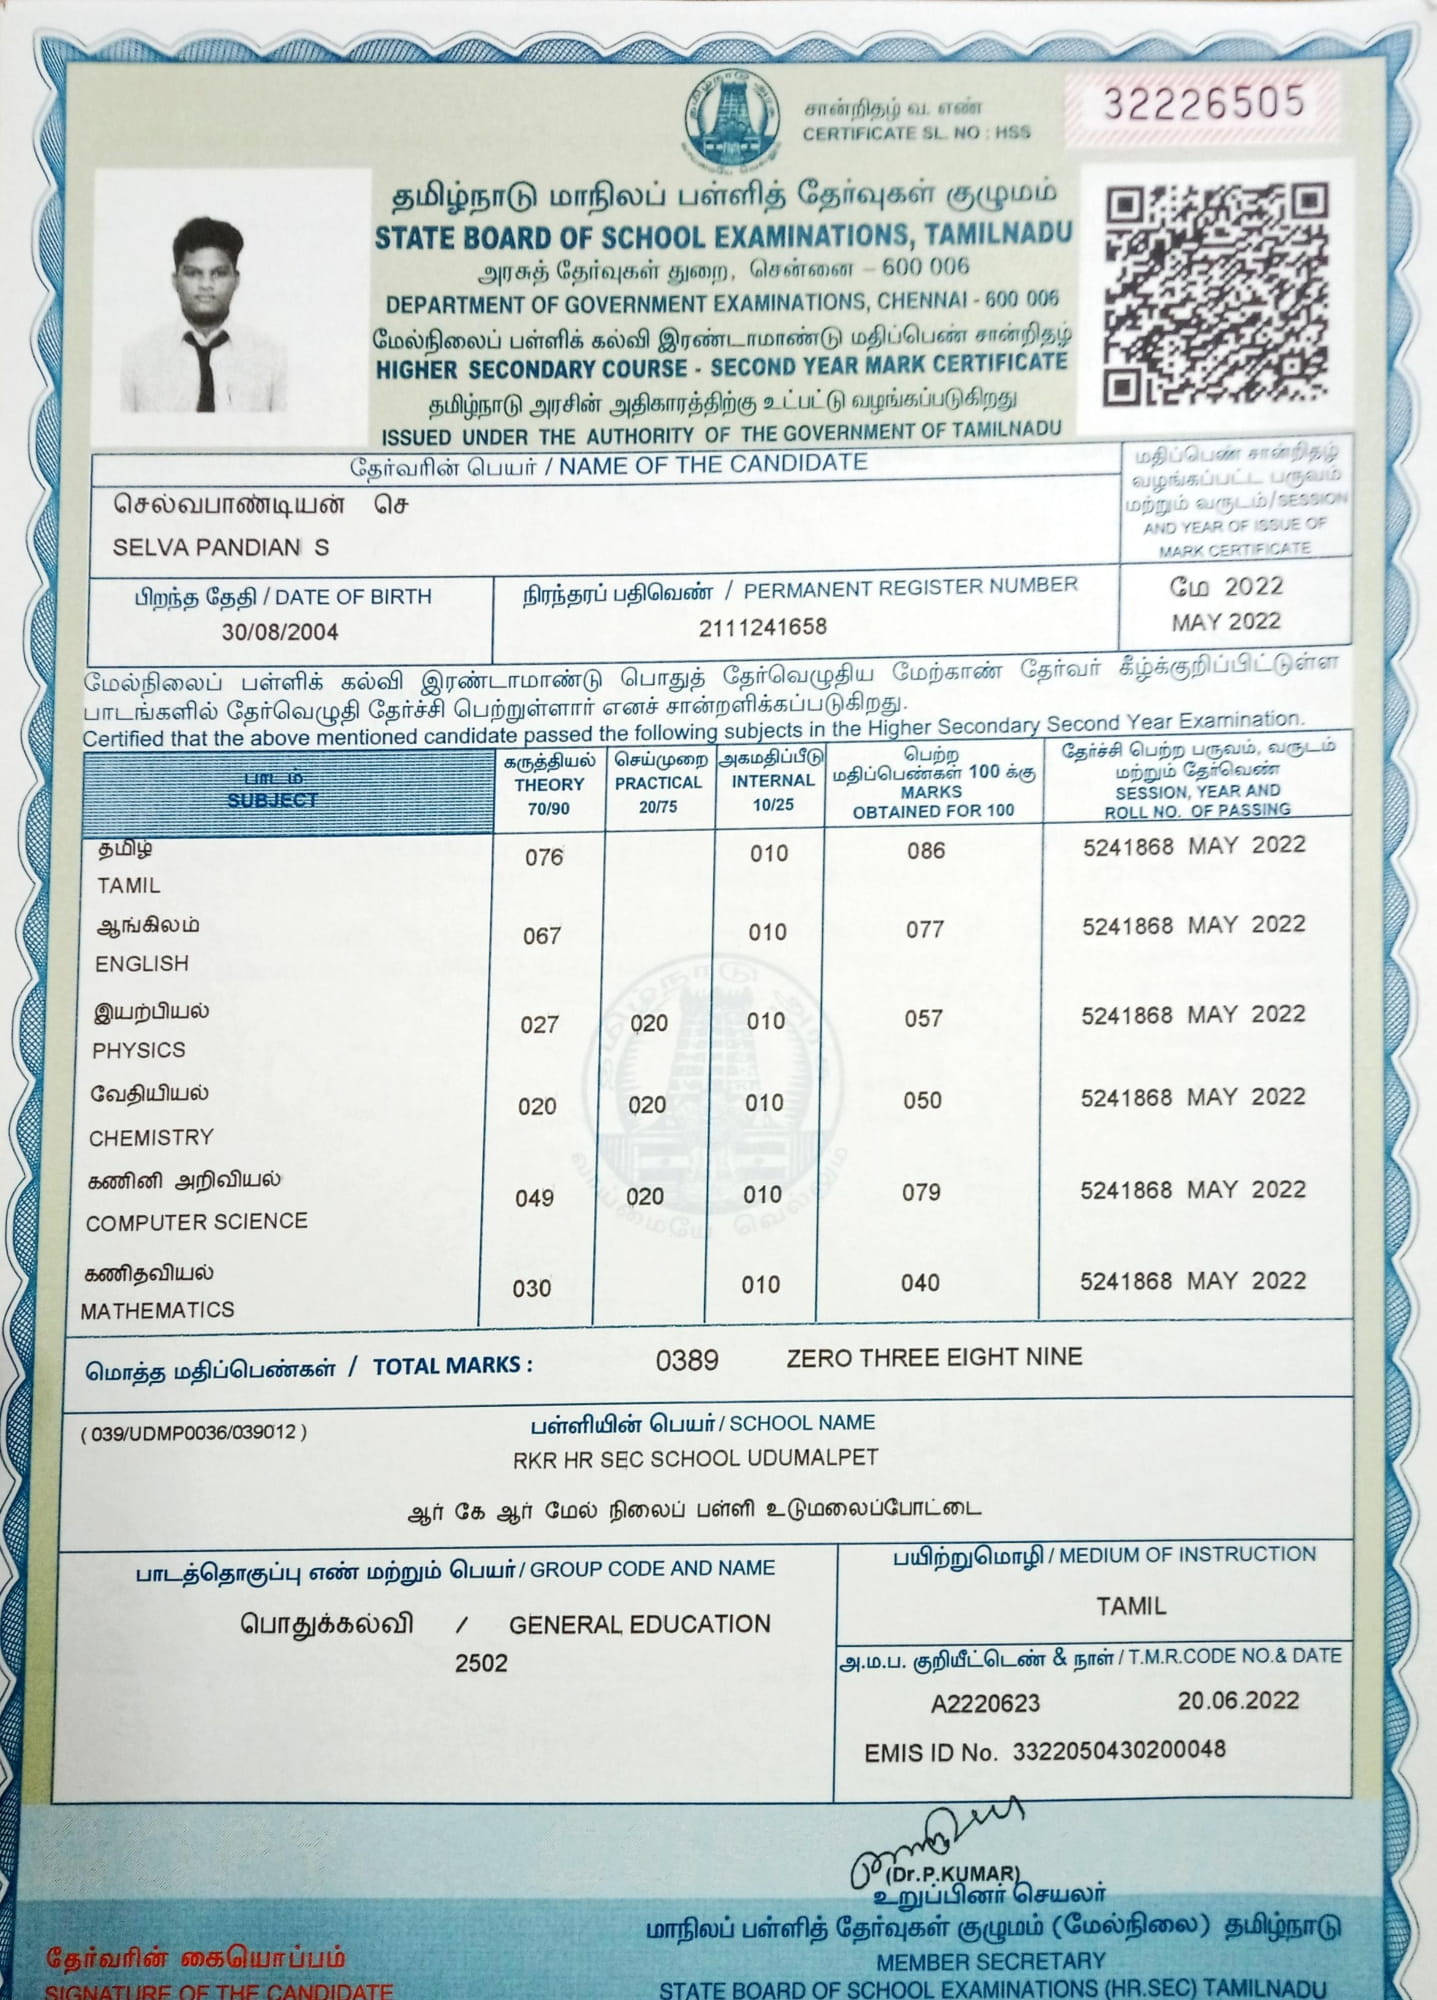 சான்றிதழ் வ. எண்
CERTIFICATE SL. NO : HSS
32226505
தமிழ்நாடு மாநிலப் பள்ளித் தேர்வுகள் குழுமம்
STATE BOARD OF SCHOOL EXAMINATIONS, TAMILNADU
அரசுத் தேர்வுகள் துறை, சென்னை – 600 006
DEPARTMENT OF GOVERNMENT EXAMINATIONS, CHENNAI - 600 006
மேல்நிலைப் பள்ளிக் கல்வி இரண்டாமாண்டு மதிப்பெண் சான்றிதழ்
HIGHER SECONDARY COURSE - SECOND YEAR MARK CERTIFICATE
தமிழ்நாடு அரசின் அதிகாரத்திற்கு உட்பட்டு வழங்கப்படுகிறது
ISSUED UNDER THE AUTHORITY OF THE GOVERNMENT OF TAMILNADU
தேர்வரின் பெயர் / NAME OF THE CANDIDATE
செல்வபாண்டியன் செ
SELVA PANDIAN S
மதிப்பெண் சான்றிதழ்
வழங்கப்பட்ட பருவம்
மற்றும் வருடம்/SESSION
AND YEAR OF ISSUE OF
MARK CERTIFICATE
மே 2022
MAY 2022
பிறந்த தேதி / DATE OF BIRTH
30/08/2004
நிரந்தரப் பதிவெண் / PERMANENT REGISTER NUMBER
2111241658
மேல்நிலைப் பள்ளிக் கல்வி இரண்டாமாண்டு பொதுத் தேர்வெழுதிய மேற்காண் தேர்வர் கீழ்க்குறிப்பிட்டுள்ள
பாடங்களில் தேர்வெழுதி தேர்ச்சி பெற்றுள்ளார் எனச் சான்றளிக்கப்படுகிறது.
Certified that the above mentioned candidate passed the following subjects in the Higher Secondary Second Year Examination.
பாடம்
SUBJECT
கருத்தியல்
THEORY
70/90
செய்முறை
PRACTICAL
20/75
அகமதிப்பீடு
INTERNAL
10/25
பெற்ற
மதிப்பெண்கள் 100 க்கு
MARKS
OBTAINED FOR 100
தேர்ச்சி பெற்ற பருவம், வருடம்
மற்றும் தேர்வெண்
SESSION, YEAR AND
ROLL NO. OF PASSING
தமிழ்
TAMIL
076 010 086 5241868 MAY 2022
ஆங்கிலம்
ENGLISH
067 010 077 5241868 MAY 2022
இயற்பியல்
PHYSICS
027 020 010 057 5241868 MAY 2022
வேதியியல்
CHEMISTRY
020 020 010 050 5241868 MAY 2022
கணினி அறிவியல்
COMPUTER SCIENCE
049 020 010 079 5241868 MAY 2022
கணிதவியல்
MATHEMATICS
030 010 040 5241868 MAY 2022
மொத்த மதிப்பெண்கள் / TOTAL MARKS : 0389 ZERO THREE EIGHT NINE
( 039/UDMP0036/039012 )
பள்ளியின் பெயர் / SCHOOL NAME
RKR HR SEC SCHOOL UDUMALPET
ஆர் கே ஆர் மேல் நிலைப் பள்ளி உடுமலைப்போட்டை
பாடத்தொகுப்பு எண் மற்றும் பெயர் / GROUP CODE AND NAME
பொதுக்கல்வி / GENERAL EDUCATION
2502
பயிற்றுமொழி / MEDIUM OF INSTRUCTION
TAMIL
அ.ம.ப. குறியீட்டெண் & நாள் / T.M.R.CODE NO.& DATE
A2220623 20.06.2022
EMIS ID No. 3322050430200048
(Dr.P.KUMAR)
உறுப்பினர் செயலர்
மாநிலப் பள்ளித் தேர்வுகள் குழுமம் (மேல்நிலை) தமிழ்நாடு
MEMBER SECRETARY
STATE BOARD OF SCHOOL EXAMINATIONS (HR.SEC) TAMILNADU
தேர்வரின் கையொப்பம்
SIGNATURE OF THE CANDIDATE